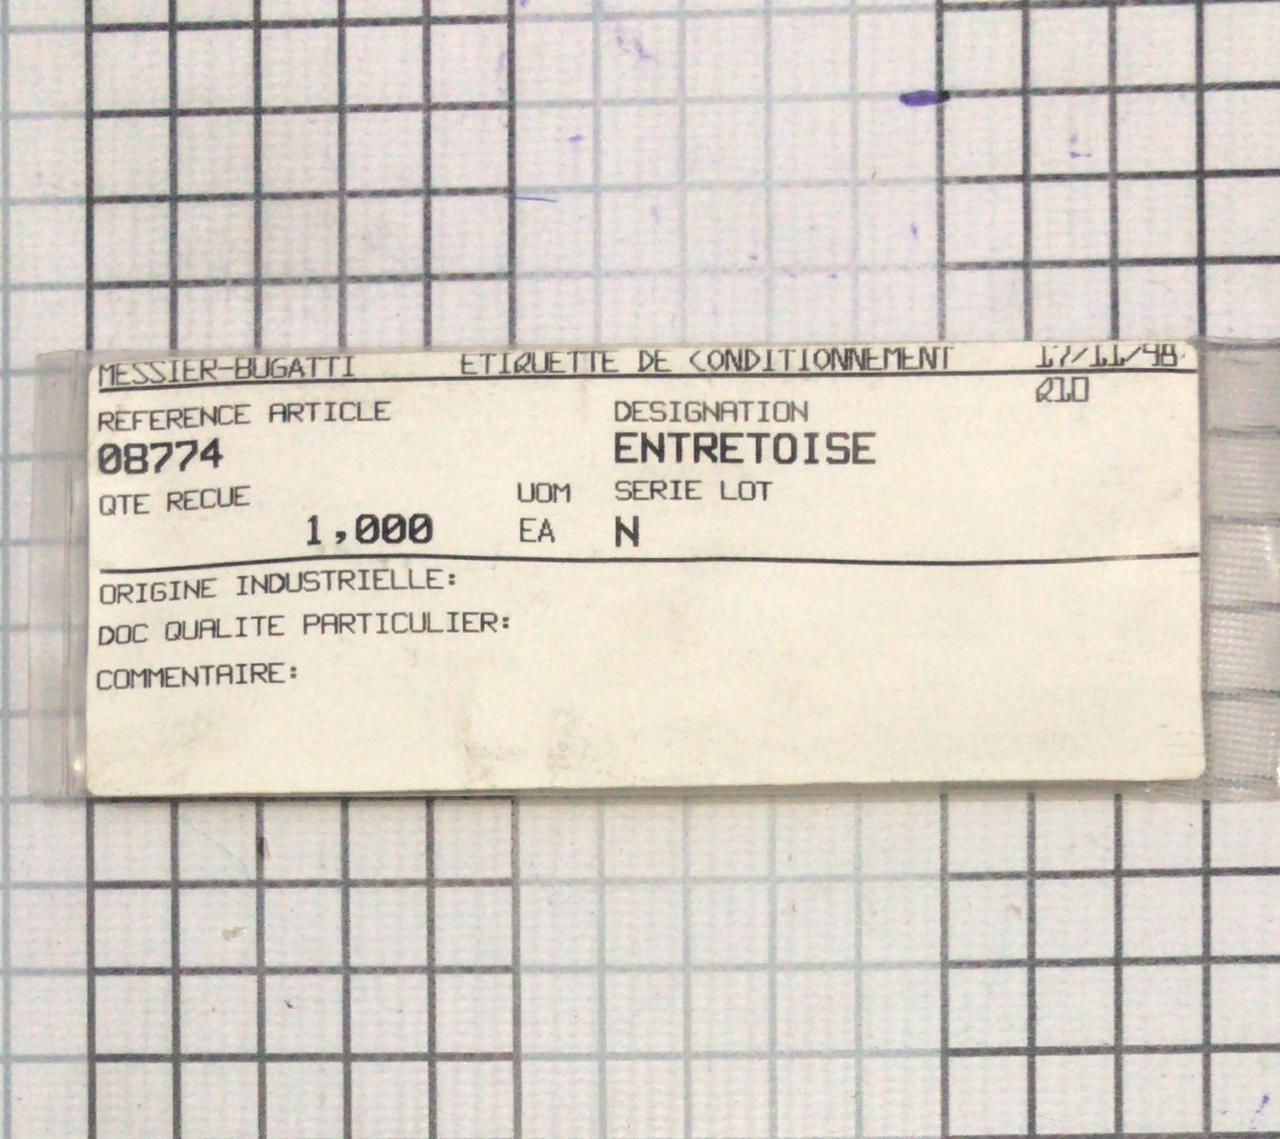 MESSIER-BUGATTI ETIQUETTE DE CONDITIONNEMENT 17/11/98
Q10
REFERENCE ARTICLE DESIGNATION
08774 ENTRETOISE
QTE RECUE UOM SERIE LOT
1,000 EA N
ORIGINE INDUSTRIELLE:
DOC QUALITE PARTICULIER:
COMMENTAIRE: